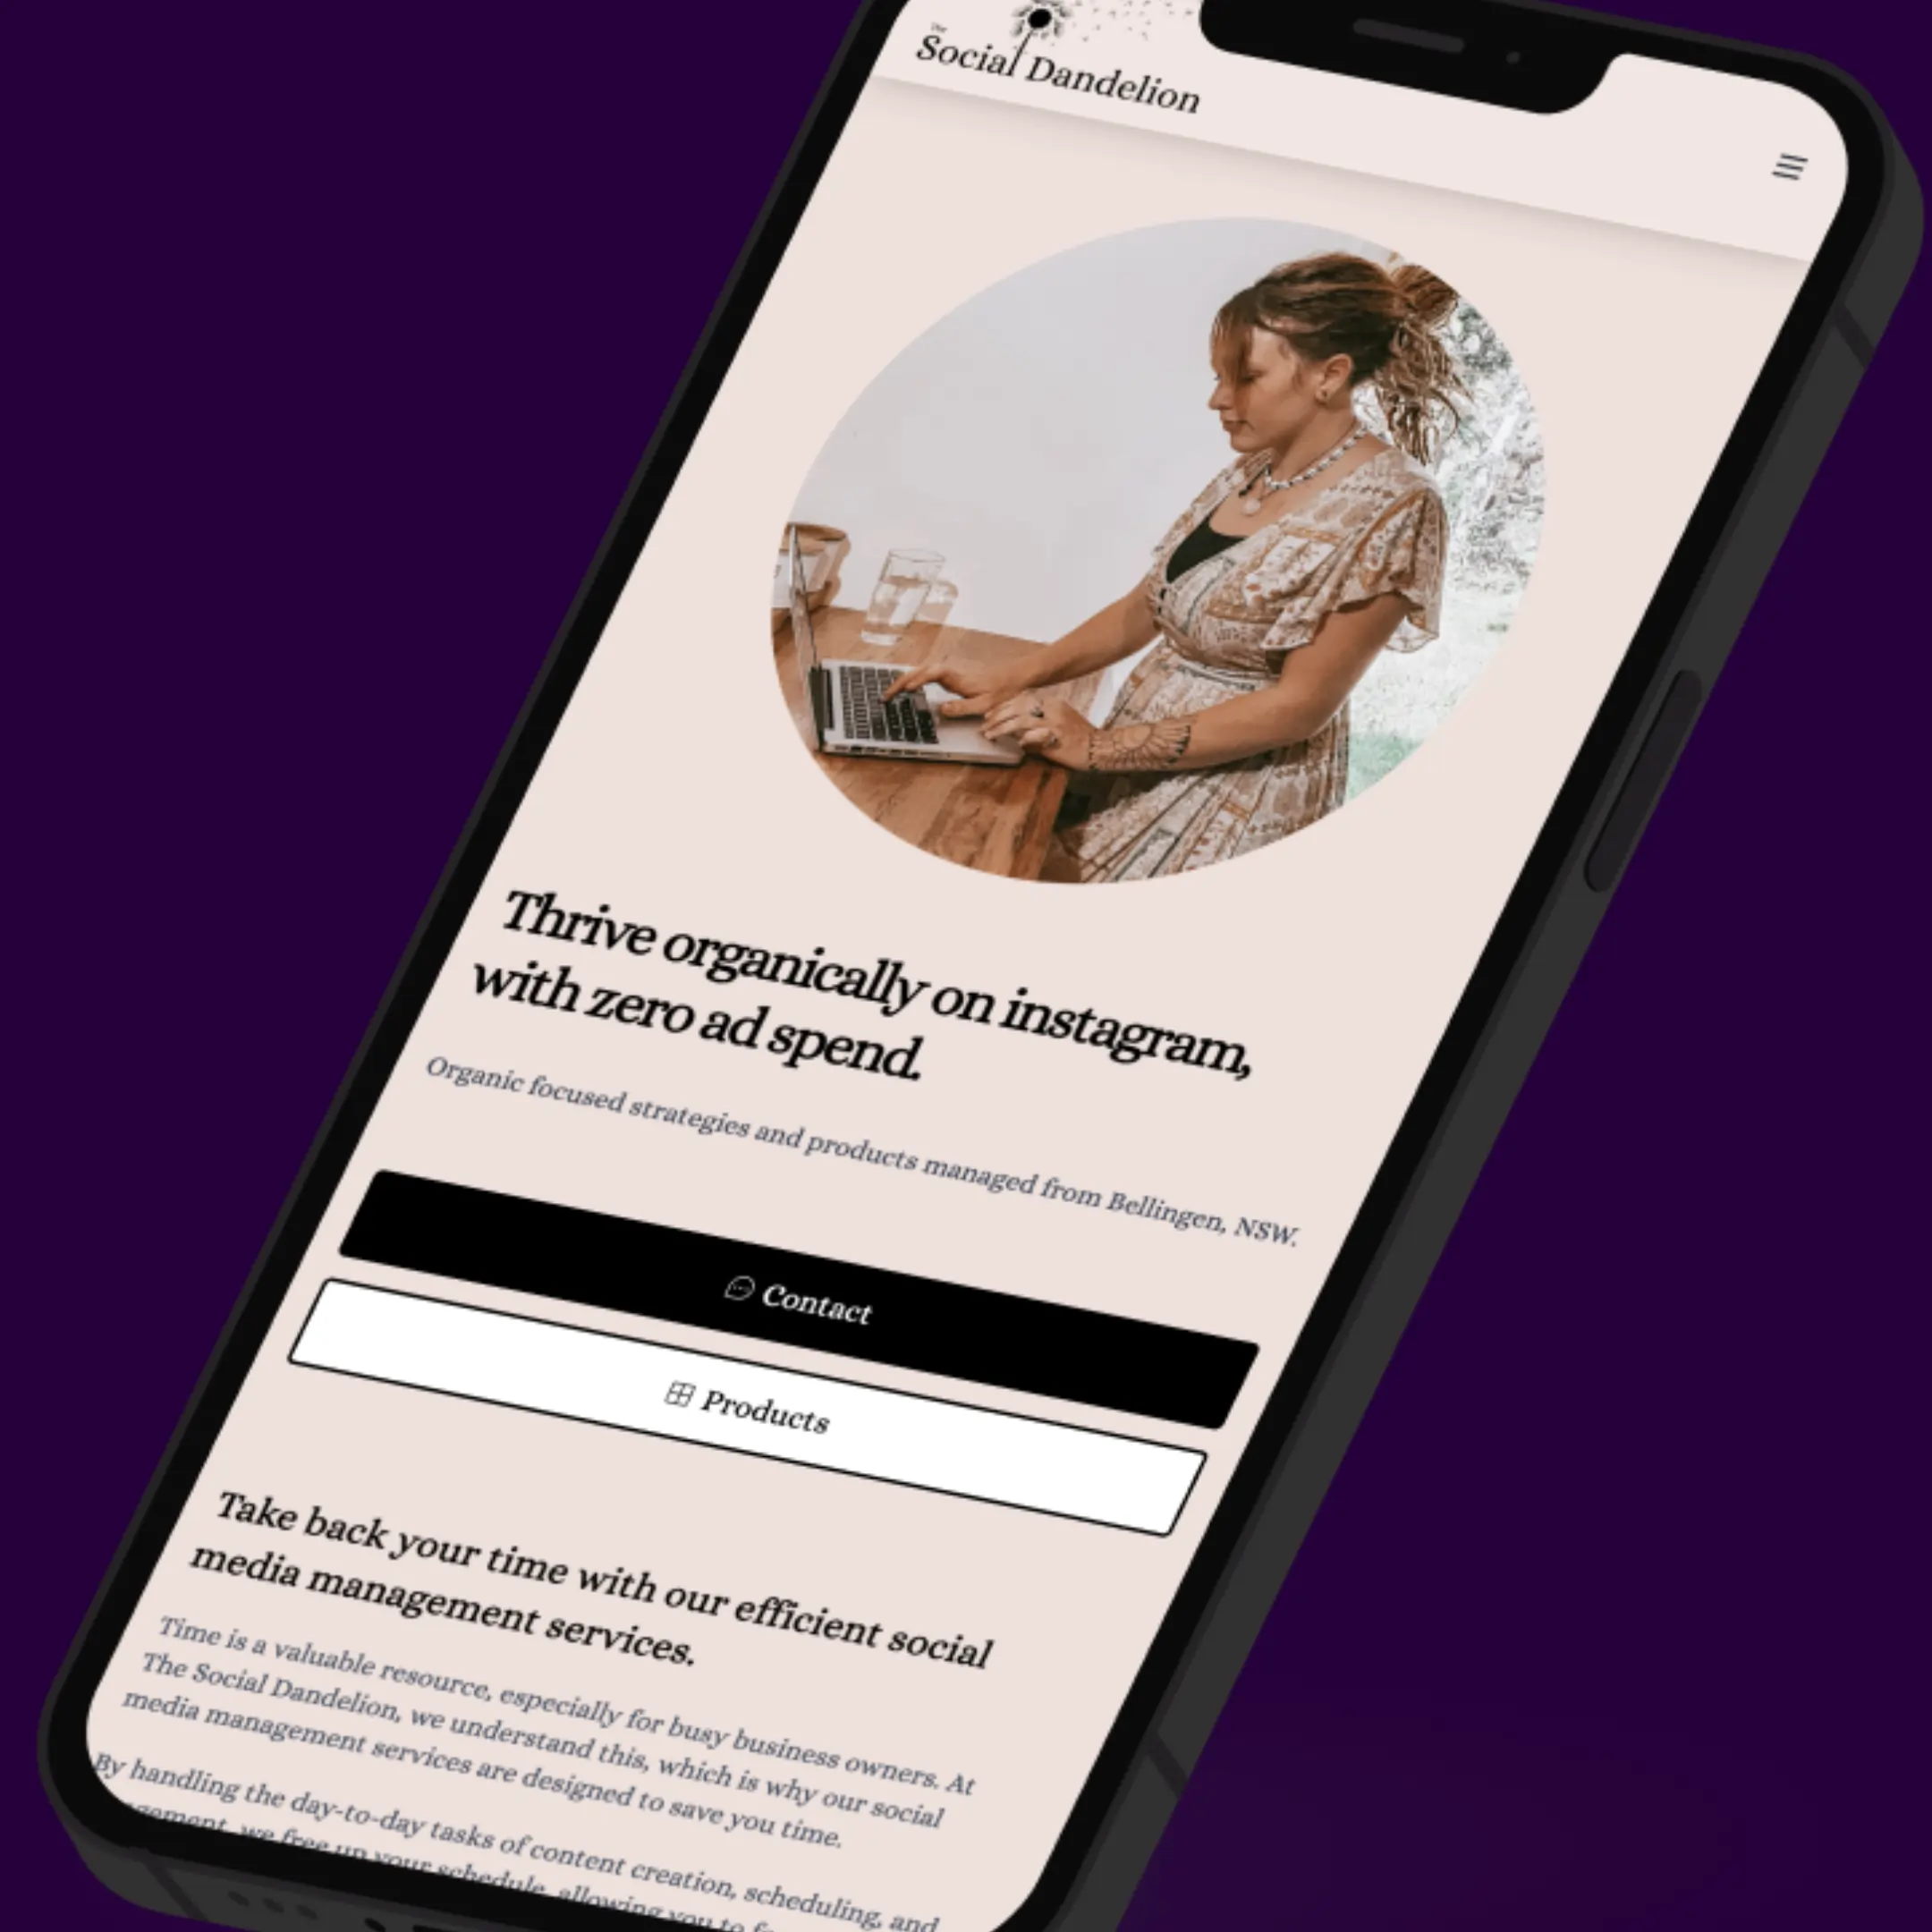 The
Social Dandelion
Thrive organically on instagram,
with zero ad spend.
Organic focused strategies and products managed from Bellingen, NSW.
Contact
Products
Take back your time with our efficient social
media management services.
Time is a valuable resource, especially for busy business owners. At
The Social Dandelion, we understand this, which is why our social
media management services are designed to save you time.
By handling the day-to-day tasks of content creation, scheduling, and
we free up your schedule, allowing you to